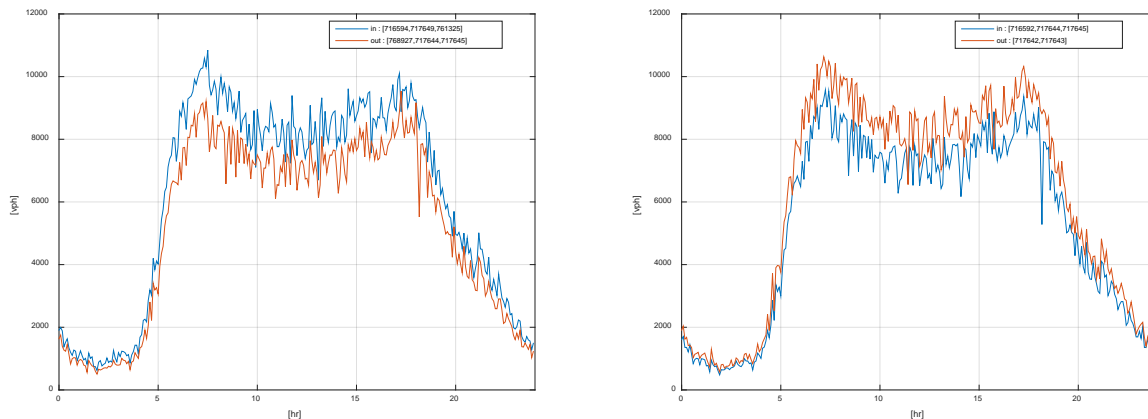 12000
in : [716594,717649,761325]
out : [768927,717644,717645]
10000
8000
[vph]
6000
4000
2000
0
0 5 10 15 20
[hr]
12000
in : [716592,717644,717645]
out : [717642,717643]
10000
8000
[vph]
6000
4000
2000
0
0 5 10 15 20
[hr]